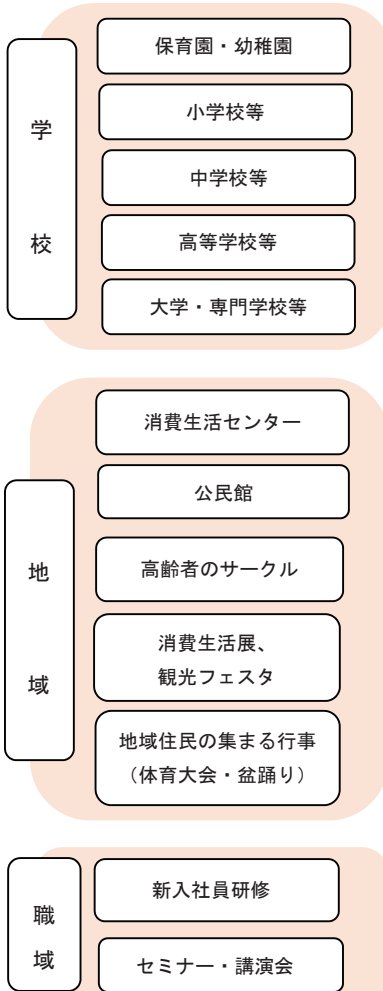 学校
保育園・幼稚園
小学校等
中学校等
高等学校等
大学・専門学校等
地域
消費生活センター
公民館
高齢者のサークル
消費生活展、
観光フェスタ
地域住民の集まる行事
（体育大会・盆踊り）
職域
新入社員研修
セミナー・講演会